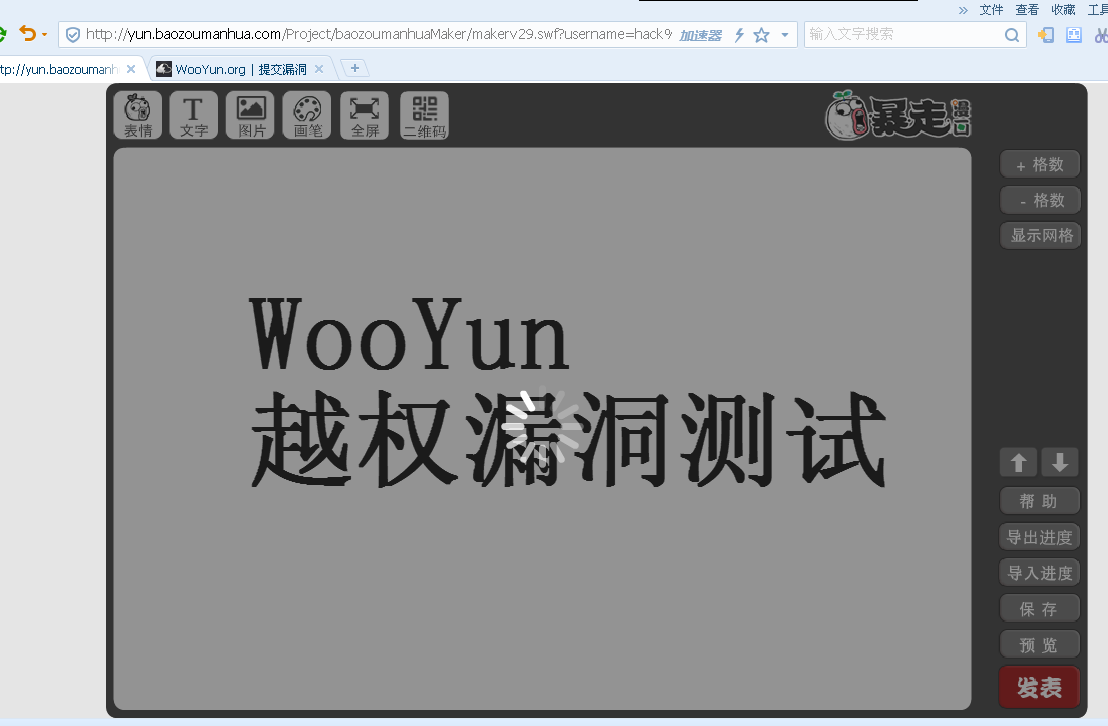 » 文件 查看 收藏 工具
http://yun.baozoumanhua.com/Project/baozoumanhuaMaker/makerv29.swf?username=hack% 加速器
输入文字搜索
tp://yun.baozoumanh
WooYun.org | 提交漏洞
表情 文字 图片 画笔 全屏 二维码
暴走漫画
+ 格数
- 格数
显示网格
WooYun
越权漏洞测试
帮 助
导出进度
导入进度
保 存
预 览
发表